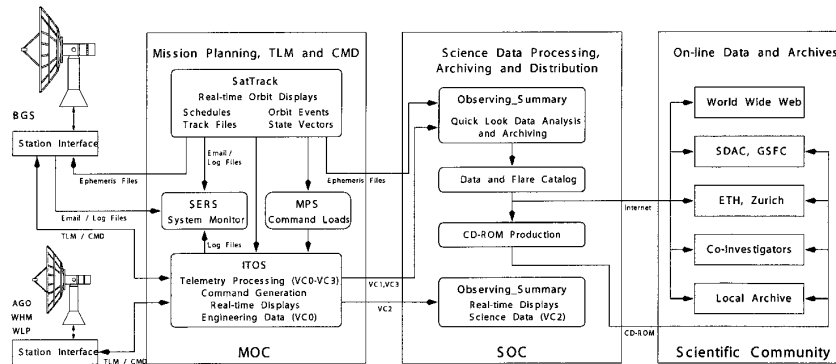 BGS
Station Interface
Ephemeris Files
Email / Log Files
TLM / CMD
AGO
WHM
WLP
Station Interface
TLM / CMD
Mission Planning, TLM and CMD
SatTrack
Real-time Orbit Displays
Schedules Orbit Events
Track Files State Vectors
Email /
Log Files
Ephemeris Files
SERS
System Monitor
MPS
Command Loads
Log Files
ITOS
Telemetry Processing (VC0-VC3)
Command Generation
Real-time Displays
Engineering Data (VC0)
VC1,VC3
VC2
MOC
Science Data Processing,
Archiving and Distribution
Observing_Summary
Quick Look Data Analysis
and Archiving
Data and Flare Catalog
CD-ROM Production
Observing_Summary
Real-time Displays
Science Data (VC2)
SOC
Internet
CD-ROM
On-line Data and Archives
World Wide Web
SDAC, GSFC
ETH, Zurich
Co-Investigators
Local Archive
Scientific Community